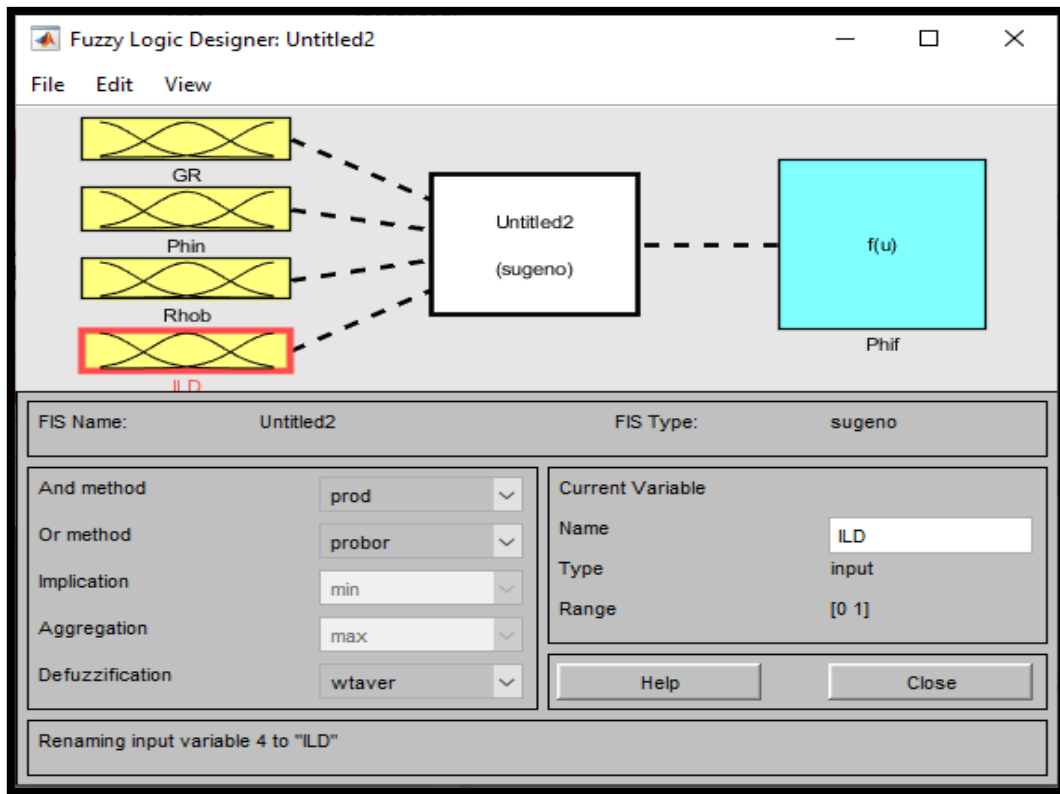 Fuzzy Logic Designer: Untitled2
File Edit View
GR
Phin
Rhob
ILD
Untitled2
(sugeno)
f(u)
Phif
FIS Name: Untitled2 FIS Type: sugeno
And method prod
Or method probor
Implication min
Aggregation max
Defuzzification wtaver
Current Variable
Name ILD
Type input
Range [0 1]
Help Close
Renaming input variable 4 to "ILD"